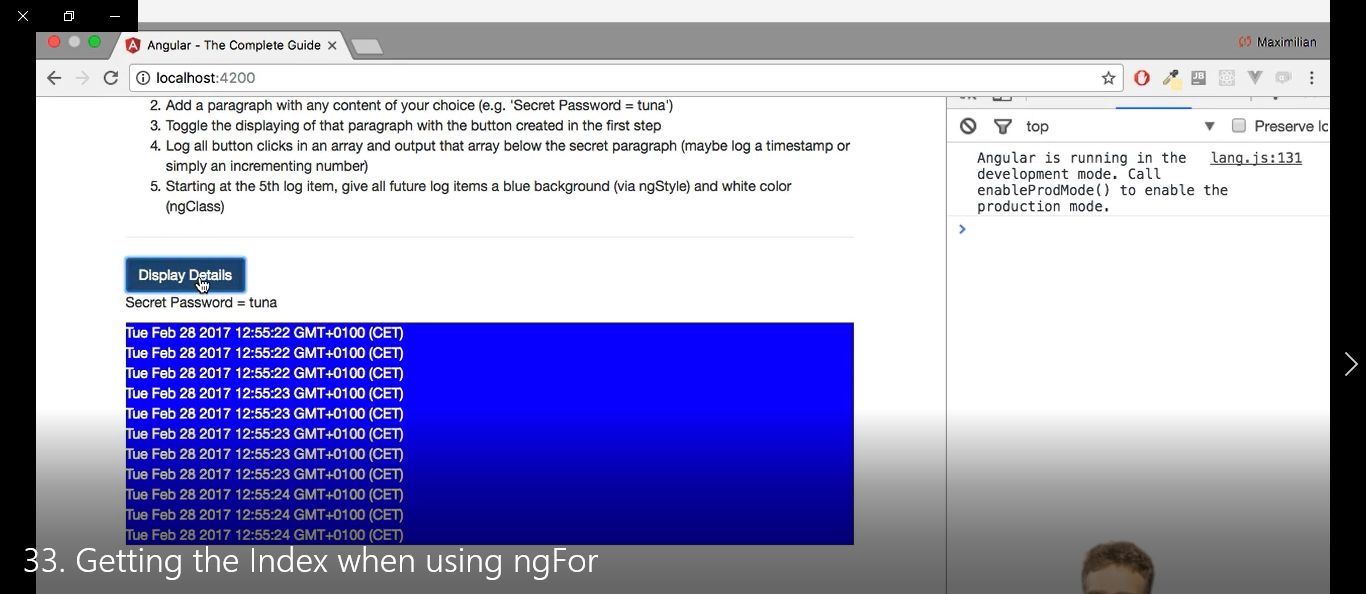 Angular - The Complete Guide
Maximilian
localhost:4200
2. Add a paragraph with any content of your choice (e.g. 'Secret Password = tuna')
3. Toggle the displaying of that paragraph with the button created in the first step
4. Log all button clicks in an array and output that array below the secret paragraph (maybe log a timestamp or
simply an incrementing number)
5. Starting at the 5th log item, give all future log items a blue background (via ngStyle) and white color
(ngClass)
Display Details
Secret Password = tuna
Tue Feb 28 2017 12:55:22 GMT+0100 (CET)
Tue Feb 28 2017 12:55:22 GMT+0100 (CET)
Tue Feb 28 2017 12:55:22 GMT+0100 (CET)
Tue Feb 28 2017 12:55:23 GMT+0100 (CET)
Tue Feb 28 2017 12:55:23 GMT+0100 (CET)
Tue Feb 28 2017 12:55:23 GMT+0100 (CET)
Tue Feb 28 2017 12:55:23 GMT+0100 (CET)
Tue Feb 28 2017 12:55:23 GMT+0100 (CET)
Tue Feb 28 2017 12:55:24 GMT+0100 (CET)
Tue Feb 28 2017 12:55:24 GMT+0100 (CET)
Tue Feb 28 2017 12:55:24 GMT+0100 (CET)
33. Getting the Index when using ngFor
top
Preserve lo
Angular is running in the lang.js:131
development mode. Call
enableProdMode() to enable the
production mode.